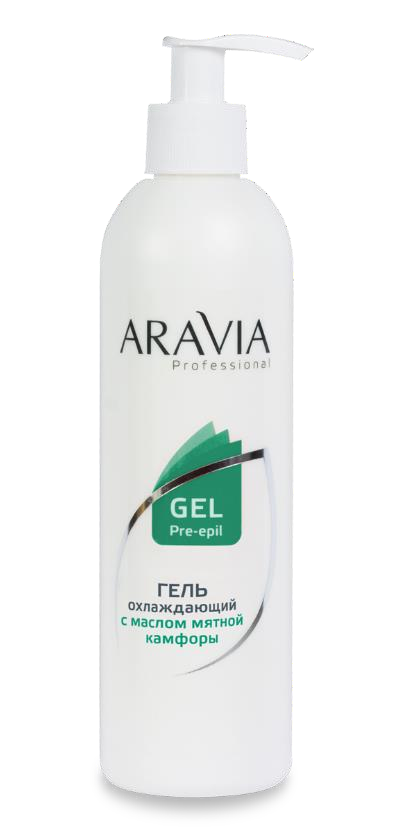 ARAVIA
Professional
GEL
Pre-epil
ГЕЛЬ
охлаждающий
с маслом мятной
камфоры